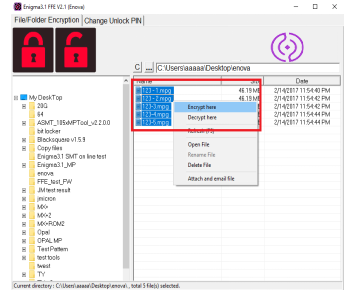 Enigma3.1 FFE V2.1 (Enova)
File/Folder Encryption Change Unlock PIN
C ... C:\Users\aaaaa\Desktop\enova
Name Size Date
123 - 1.mpg 46.19 MB 2/14/2017 11:54:40 PM
123 - 2.mpg 46.19 MB 2/14/2017 11:54:42 PM
123-3.mpg 2/14/2017 11:54:42 PM
123-4.mpg 2/14/2017 11:54:44 PM
123-5.mpg 2/14/2017 11:54:44 PM
Encrypt here
Decrypt here
Refresh (F5)
Open File
Rename File
Delete File
Attach and email file
My DeskTop
20G
64
ASMT_105xMPTool_v2.2.0.0
bit locker
Blacksquare v1.5.9
Copy files
Enigma3.1 SMT on line test
Enigma3.1_MP
enova
FFE_test_FW
JM test result
jmicron
MX+
MX+2
MX+ROM2
Opal
OPAL MP
Test Pattern
test tools
twest
TY
Current directory : C:\Users\aaaaa\Desktop\enova\ , total 5 file(s) selected.